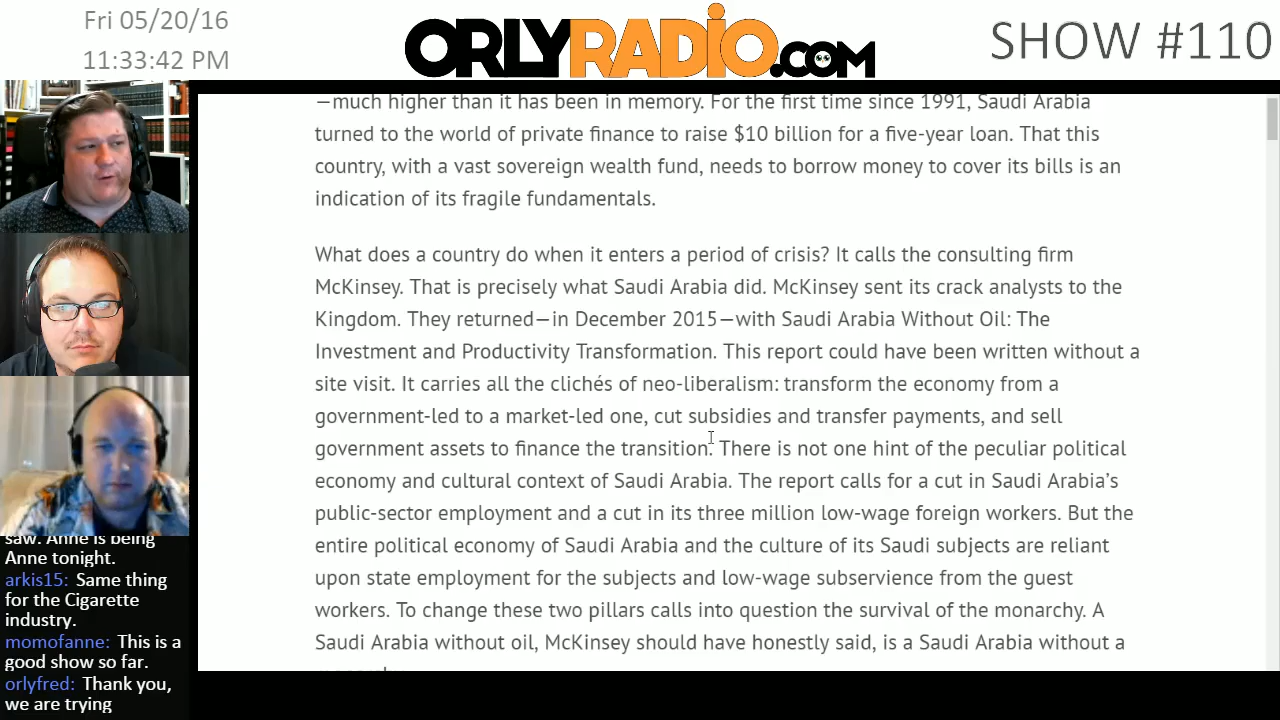 Fri 05/20/16
11:33:42 PM
ORLYRADIO.COM
SHOW #110
—much higher than it has been in memory. For the first time since 1991, Saudi Arabia
turned to the world of private finance to raise $10 billion for a five-year loan. That this
country, with a vast sovereign wealth fund, needs to borrow money to cover its bills is an
indication of its fragile fundamentals.
What does a country do when it enters a period of crisis? It calls the consulting firm
McKinsey. That is precisely what Saudi Arabia did. McKinsey sent its crack analysts to the
Kingdom. They returned—in December 2015—with Saudi Arabia Without Oil: The
Investment and Productivity Transformation. This report could have been written without a
site visit. It carries all the clichés of neo-liberalism: transform the economy from a
government-led to a market-led one, cut subsidies and transfer payments, and sell
government assets to finance the transition. There is not one hint of the peculiar political
economy and cultural context of Saudi Arabia. The report calls for a cut in Saudi Arabia’s
public-sector employment and a cut in its three million low-wage foreign workers. But the
entire political economy of Saudi Arabia and the culture of its Saudi subjects are reliant
upon state employment for the subjects and low-wage subservience from the guest
workers. To change these two pillars calls into question the survival of the monarchy. A
Saudi Arabia without oil, McKinsey should have honestly said, is a Saudi Arabia without a
saw. Anne is being
Anne tonight.
arkis15: Same thing
for the Cigarette
industry.
momofanne: This is a
good show so far.
orlyfred: Thank you,
we are trying